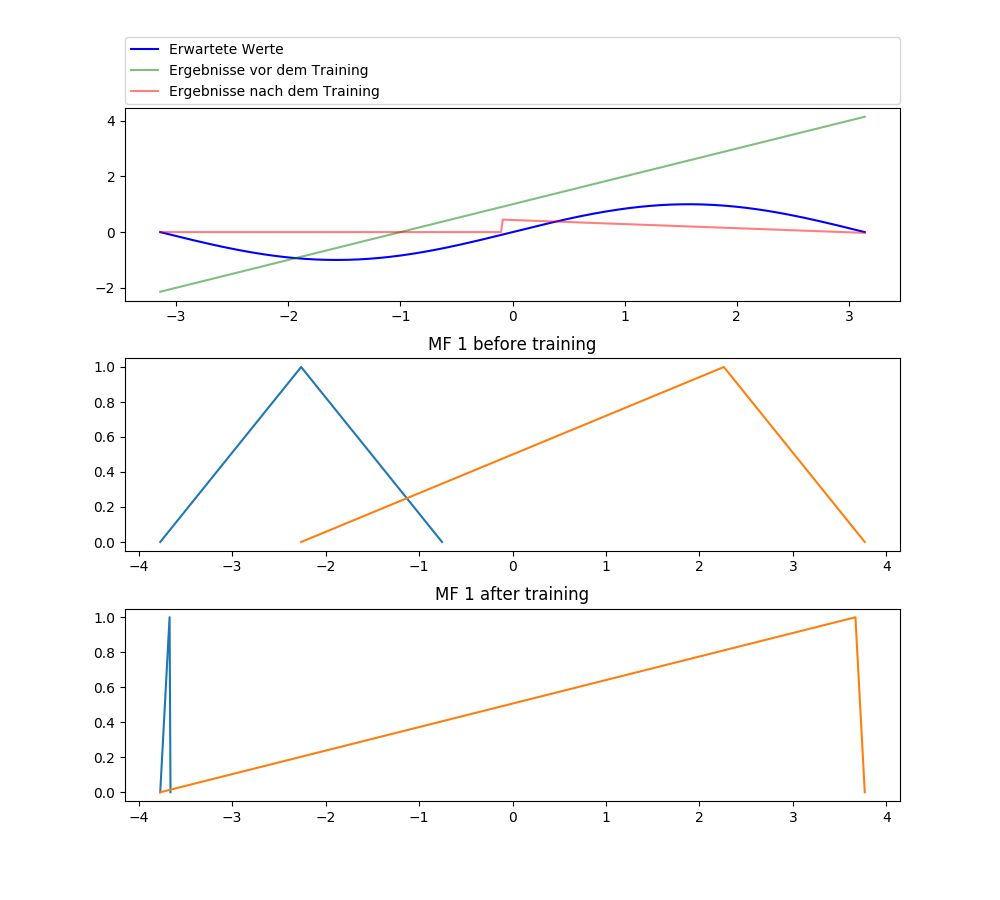 Erwartete Werte
Ergebnisse vor dem Training
Ergebnisse nach dem Training
4
2
0
−2
−3 −2 −1 0 1 2 3
MF 1 before training
1.0
0.8
0.6
0.4
0.2
0.0
−4 −3 −2 −1 0 1 2 3 4
MF 1 after training
1.0
0.8
0.6
0.4
0.2
0.0
−4 −3 −2 −1 0 1 2 3 4